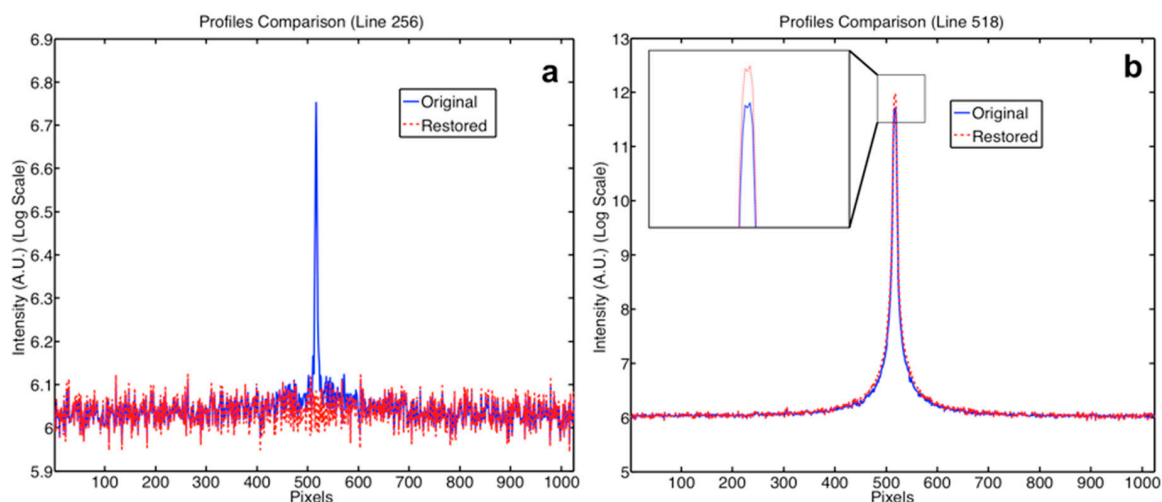 Profiles Comparison (Line 256)
6.9
6.8
6.7
6.6
6.5
6.4
6.3
6.2
6.1
6
5.9
Intensity (A.U.) (Log Scale)
a
Original
Restored
100 200 300 400 500 600 700 800 900 1000
Pixels
Profiles Comparison (Line 518)
13
12
11
10
9
8
7
6
5
Intensity (A.U.) (Log Scale)
b
Original
Restored
100 200 300 400 500 600 700 800 900 1000
Pixels